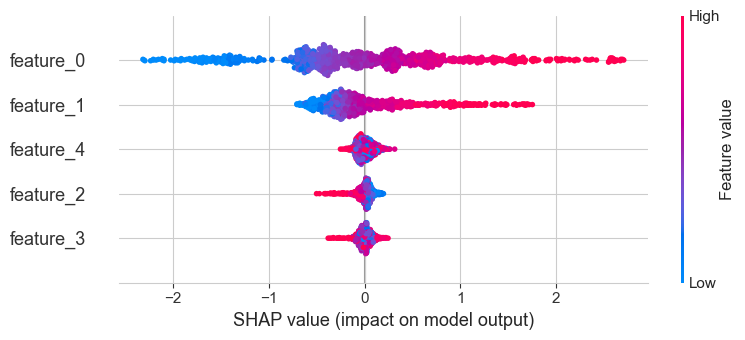 High
feature_0
feature_1
feature_4
feature_2
feature_3
Feature value
Low
−2 −1 0 1 2
SHAP value (impact on model output)